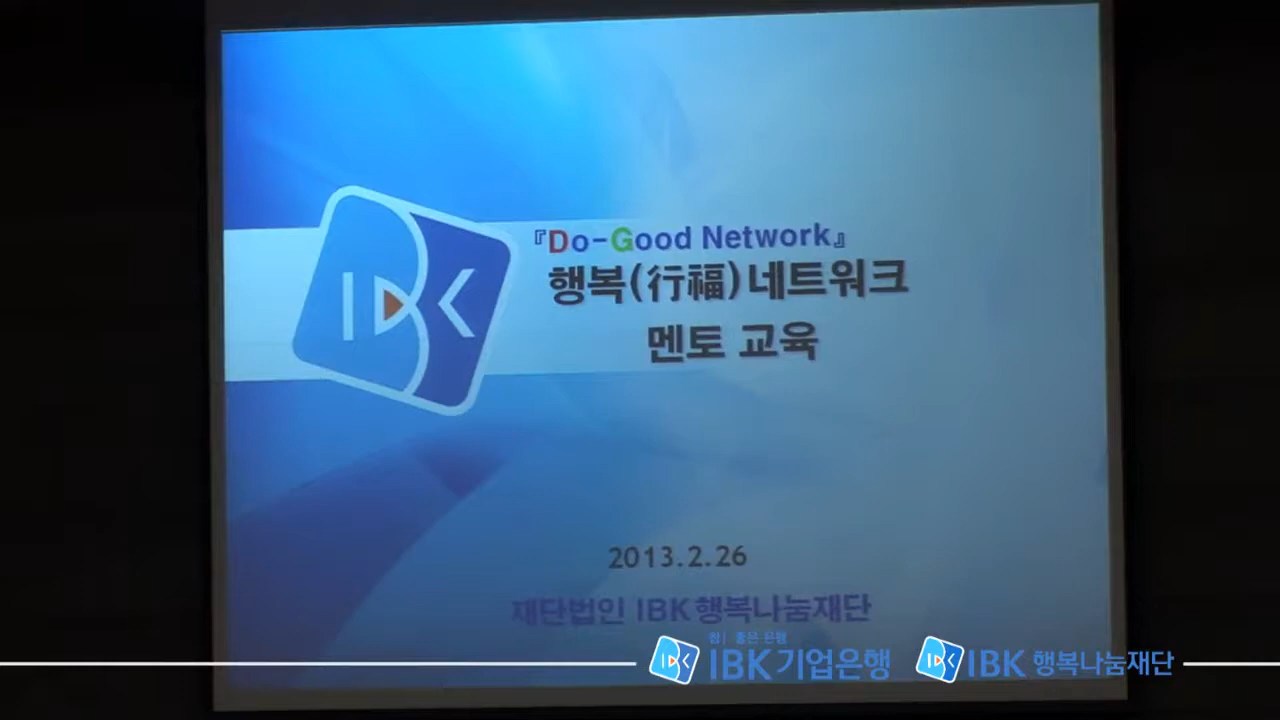 IBK
『Do-Good Network』
행복(行福)네트워크
멘토 교육
2013.2.26
재단법인 IBK행복나눔재단
참! 좋은 은행
IBK기업은행
IBK 행복나눔재단